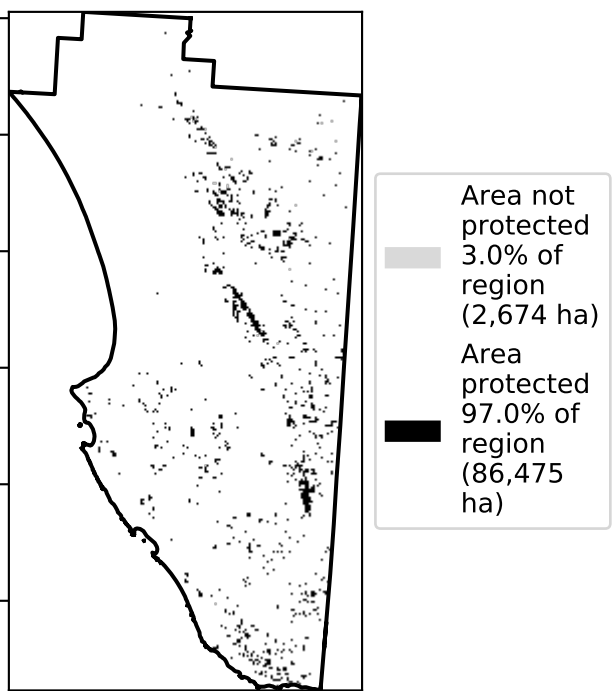 Area not
protected
3.0% of
region
(2,674 ha)
Area
protected
97.0% of
region
(86,475
ha)